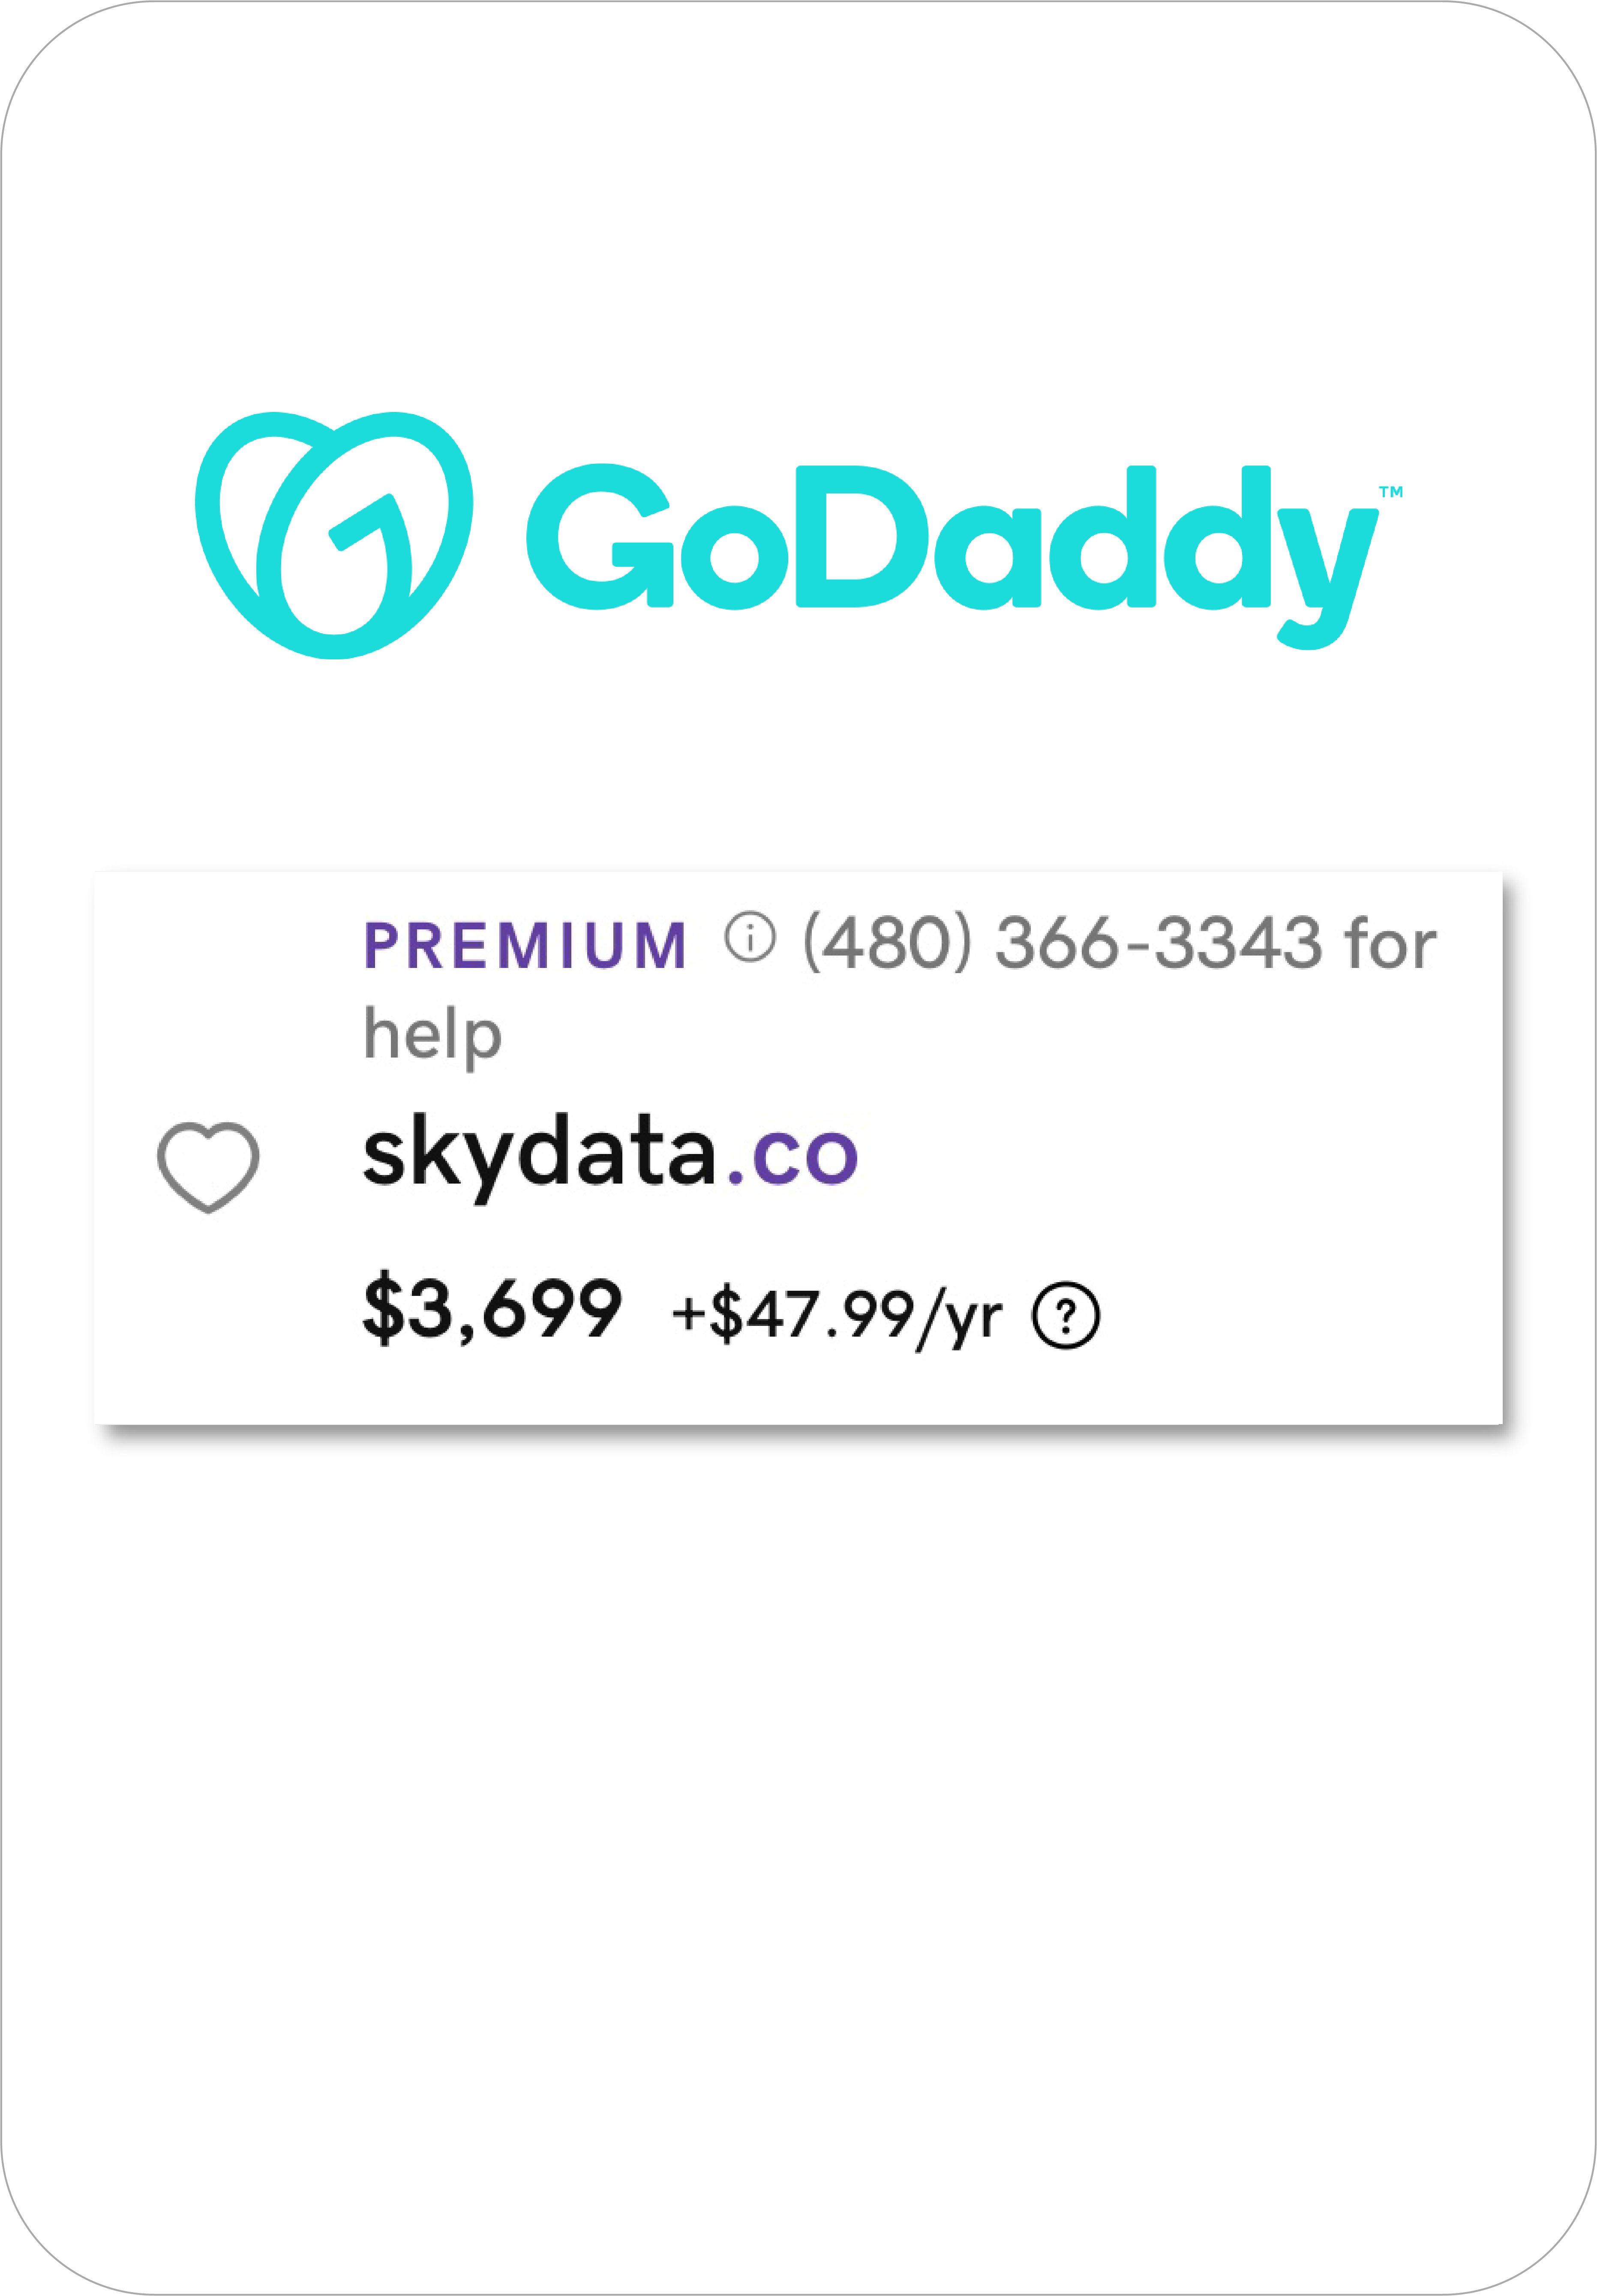 GoDaddy™
PREMIUM ⓘ (480) 366-3343 for
help
skydata.co
$3,699 +$47.99/yr ?